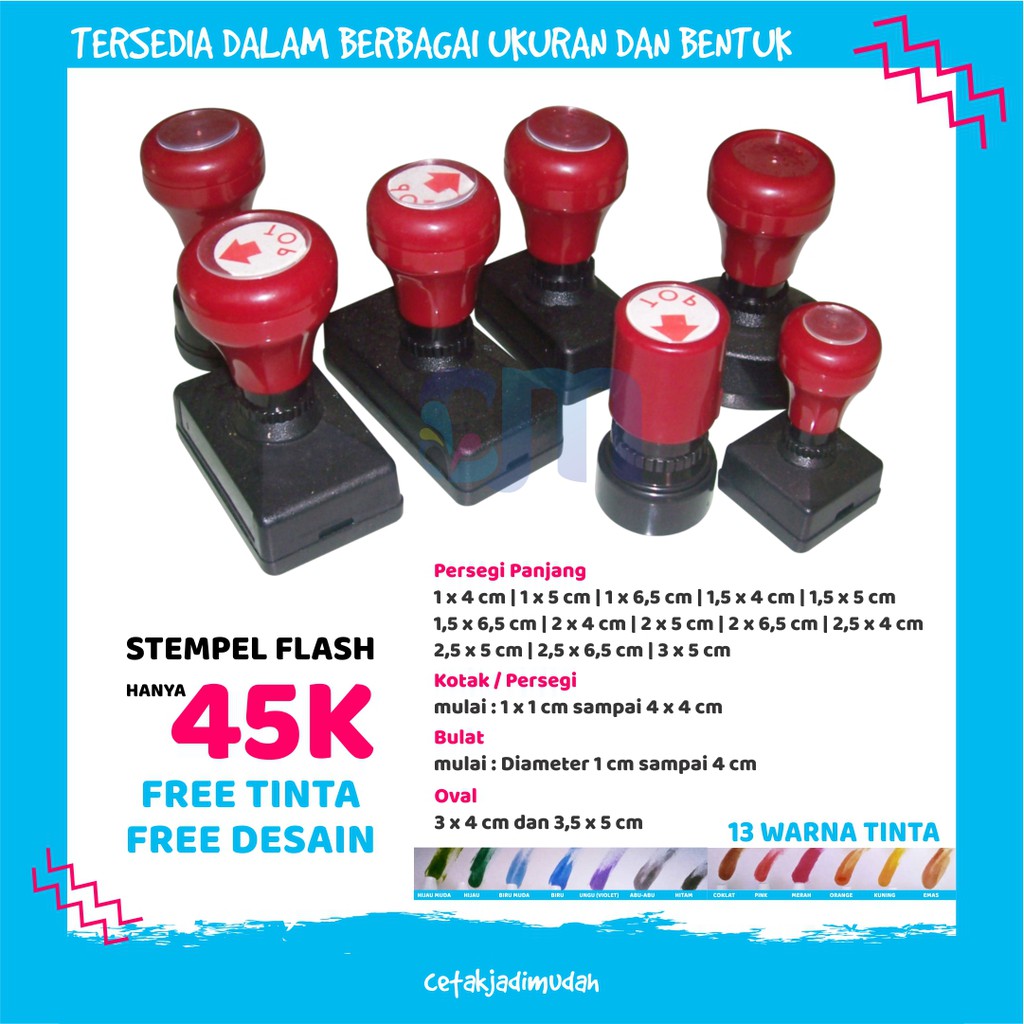 TERSEDIA DALAM BERBAGAI UKURAN DAN BENTUK
TOP
TOP
TOP
cm
Persegi Panjang
1 x 4 cm | 1 x 5 cm | 1 x 6,5 cm | 1,5 x 4 cm | 1,5 x 5 cm
1,5 x 6,5 cm | 2 x 4 cm | 2 x 5 cm | 2 x 6,5 cm | 2,5 x 4 cm
2,5 x 5 cm | 2,5 x 6,5 cm | 3 x 5 cm
Kotak / Persegi
mulai : 1 x 1 cm sampai 4 x 4 cm
Bulat
mulai : Diameter 1 cm sampai 4 cm
Oval
3 x 4 cm dan 3,5 x 5 cm
STEMPEL FLASH
HANYA 45K
FREE TINTA
FREE DESAIN
13 WARNA TINTA
HIJAU MUDA HIJAU BIRU MUDA BIRU UNGU (VIOLET) ABU-ABU HITAM COKLAT PINK MERAH ORANGE KUNING EMAS
cetakjadimudah